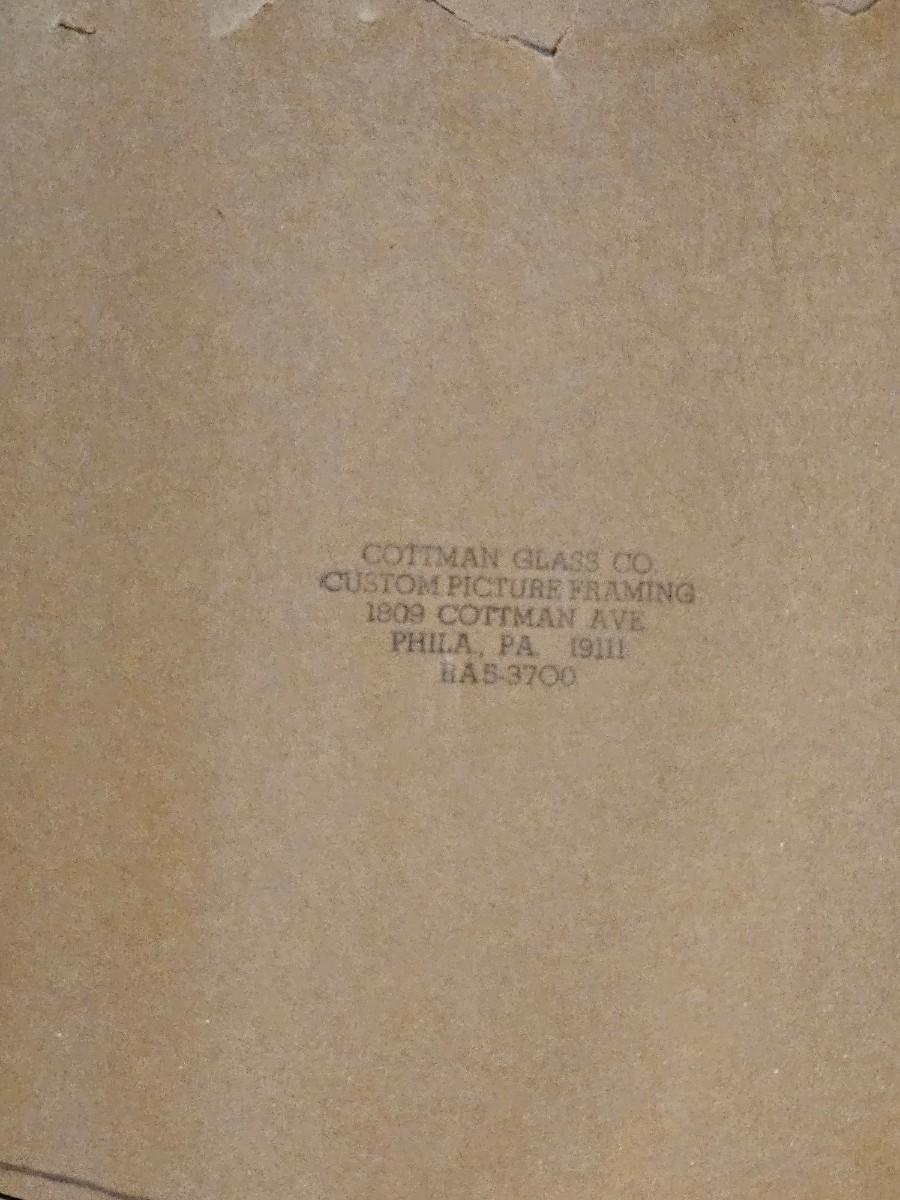 COTTMAN GLASS CO.
CUSTOM PICTURE FRAMING
1809 COTTMAN AVE
PHILA., PA. 19111
RA5-3700